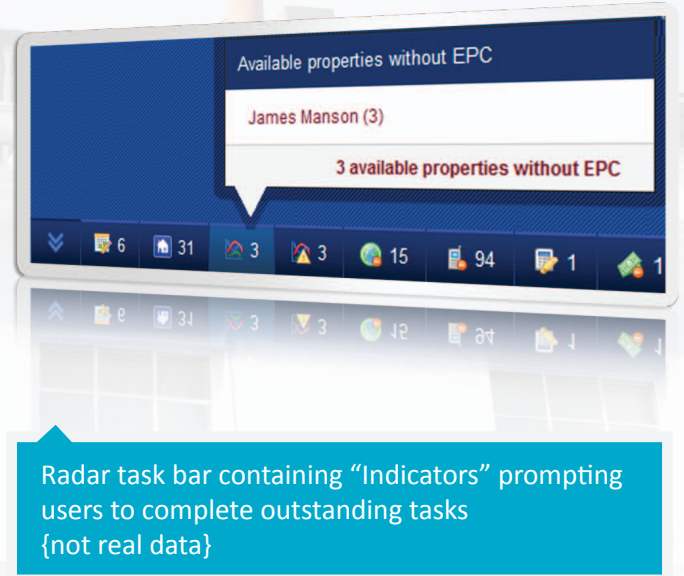 Available properties without EPC
James Manson (3)
3 available properties without EPC
6 31 3 3 15 94 1 1
Radar task bar containing “Indicators” prompting
users to complete outstanding tasks
{not real data}